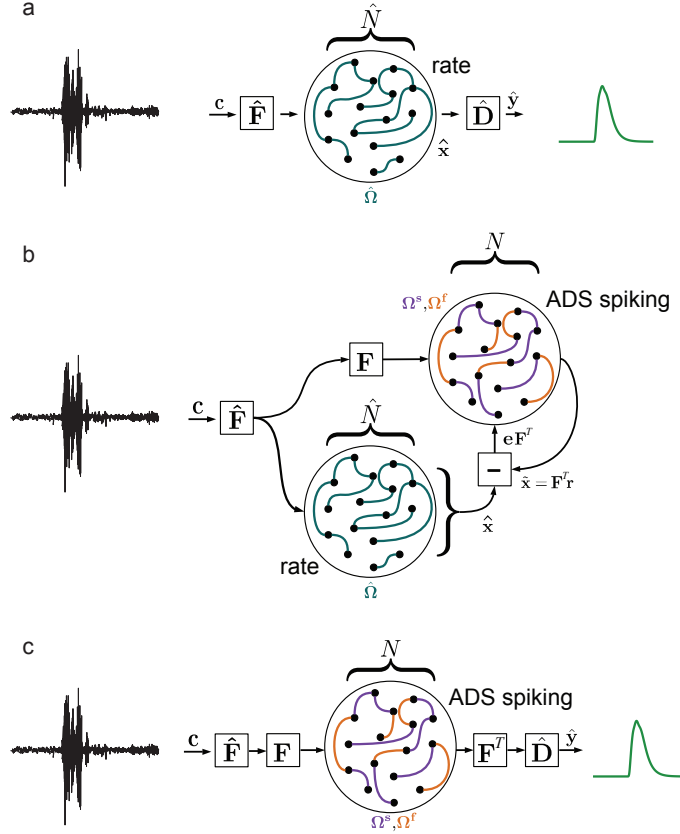 a
N̂
rate
c
F̂
D̂
ŷ
x̂
Ω̂
b
N
Ωˢ,Ωᶠ
ADS spiking
F
c
F̂
N̂
eFᵀ
−
x̃̂ = Fᵀr
x̂
rate
Ω̂
c
N
ADS spiking
c
F̂
F
Fᵀ
D̂
ŷ
Ωˢ,Ωᶠ